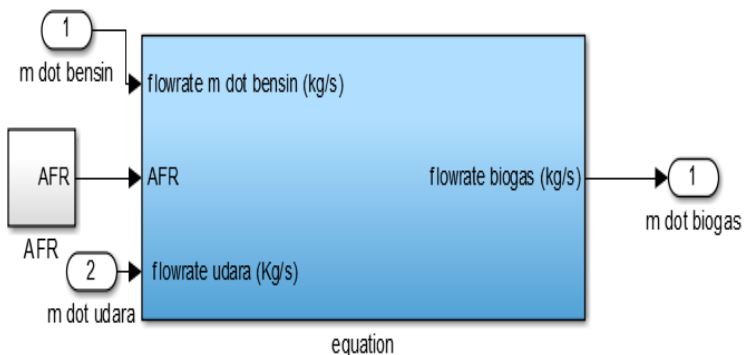 1
m dot bensin
flowrate m dot bensin (kg/s)
AFR
AFR
AFR
flowrate biogas (kg/s)
1
m dot biogas
2
m dot udara
flowrate udara (Kg/s)
equation